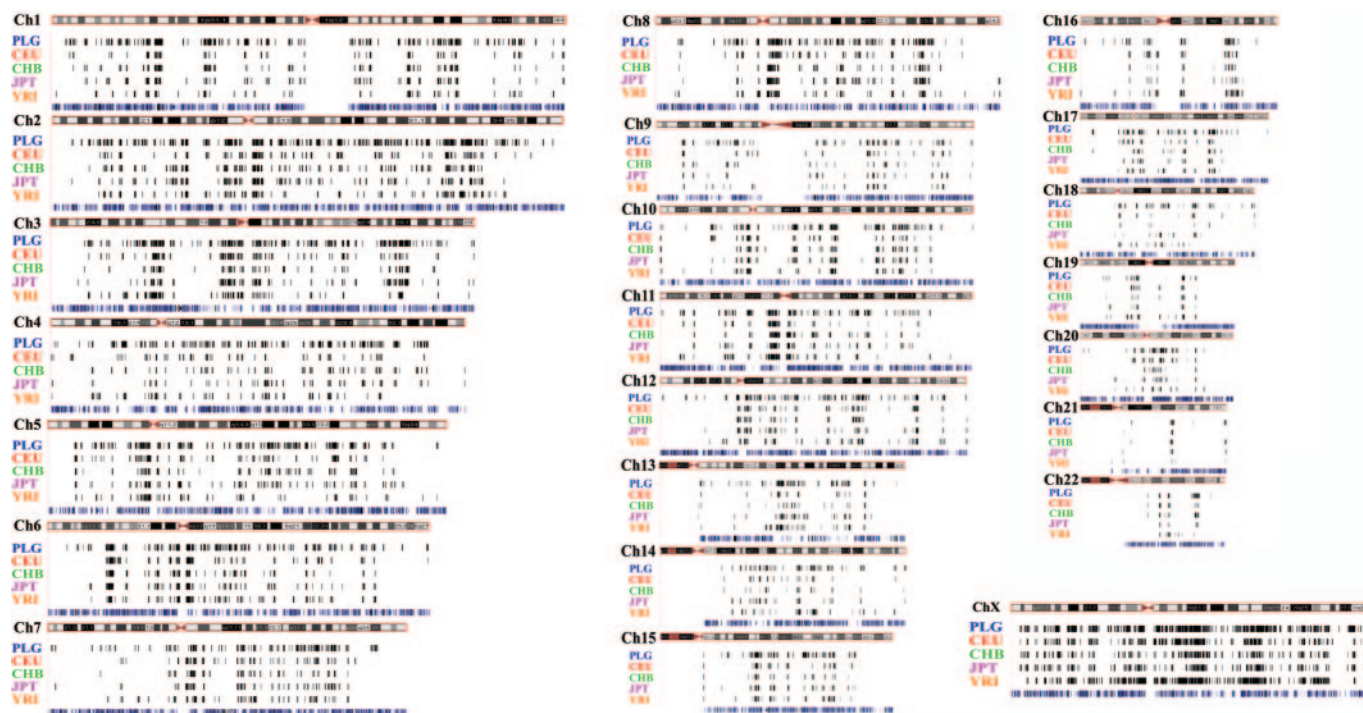 Ch1
PLG
CEU
CHB
JPT
YRI
Ch2
PLG
CEU
CHB
JPT
YRI
Ch3
PLG
CEU
CHB
JPT
YRI
Ch4
PLG
CEU
CHB
JPT
YRI
Ch5
PLG
CEU
CHB
JPT
YRI
Ch6
PLG
CEU
CHB
JPT
YRI
Ch7
PLG
CEU
CHB
JPT
YRI
Ch8
PLG
CEU
CHB
JPT
YRI
Ch9
PLG
CEU
CHB
JPT
YRI
Ch10
PLG
CEU
CHB
JPT
YRI
Ch11
PLG
CEU
CHB
JPT
YRI
Ch12
PLG
CEU
CHB
JPT
YRI
Ch13
PLG
CEU
CHB
JPT
YRI
Ch14
PLG
CEU
CHB
JPT
YRI
Ch15
PLG
CEU
CHB
JPT
YRI
Ch16
PLG
CEU
CHB
JPT
YRI
Ch17
PLG
CEU
CHB
JPT
YRI
Ch18
PLG
CEU
CHB
JPT
YRI
Ch19
PLG
CEU
CHB
JPT
YRI
Ch20
PLG
CEU
CHB
JPT
YRI
Ch21
PLG
CEU
CHB
JPT
YRI
Ch22
PLG
CEU
CHB
JPT
YRI
ChX
PLG
CEU
CHB
JPT
YRI